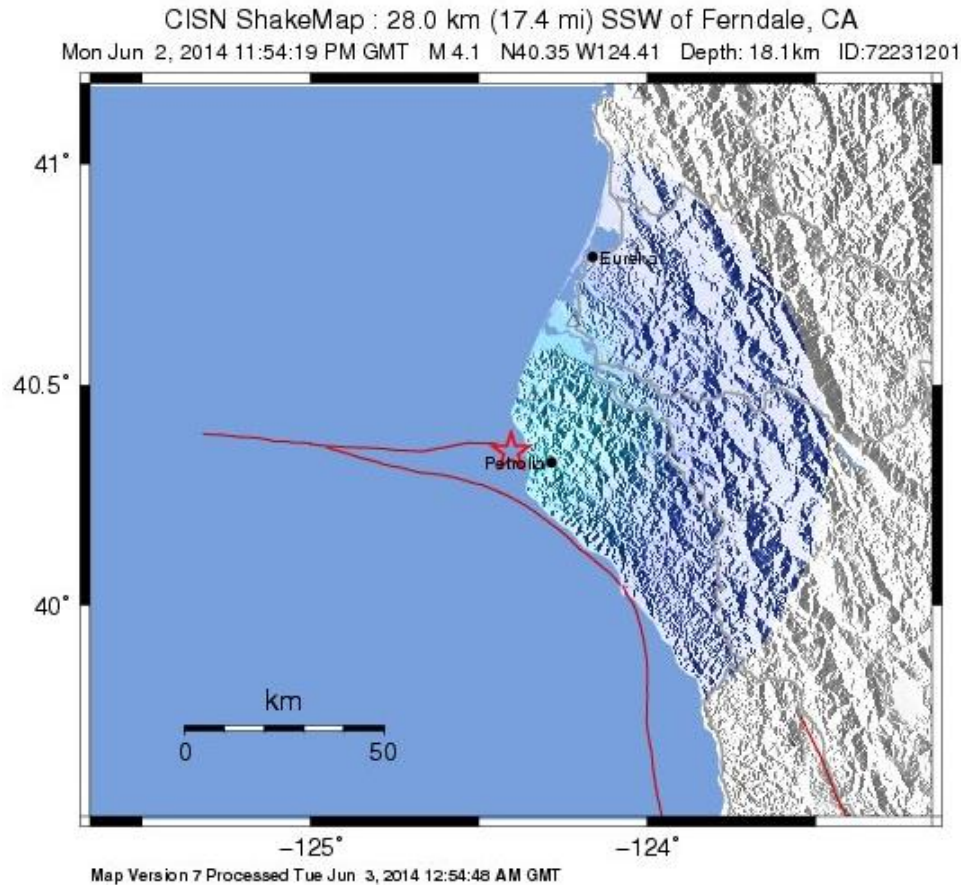 CISN ShakeMap : 28.0 km (17.4 mi) SSW of Ferndale, CA
Mon Jun 2, 2014 11:54:19 PM GMT M 4.1 N40.35 W124.41 Depth: 18.1km ID:72231201
41°
Eureka
40.5°
Petrolia
40°
km
0 50
-125° -124°
Map Version 7 Processed Tue Jun 3, 2014 12:54:48 AM GMT